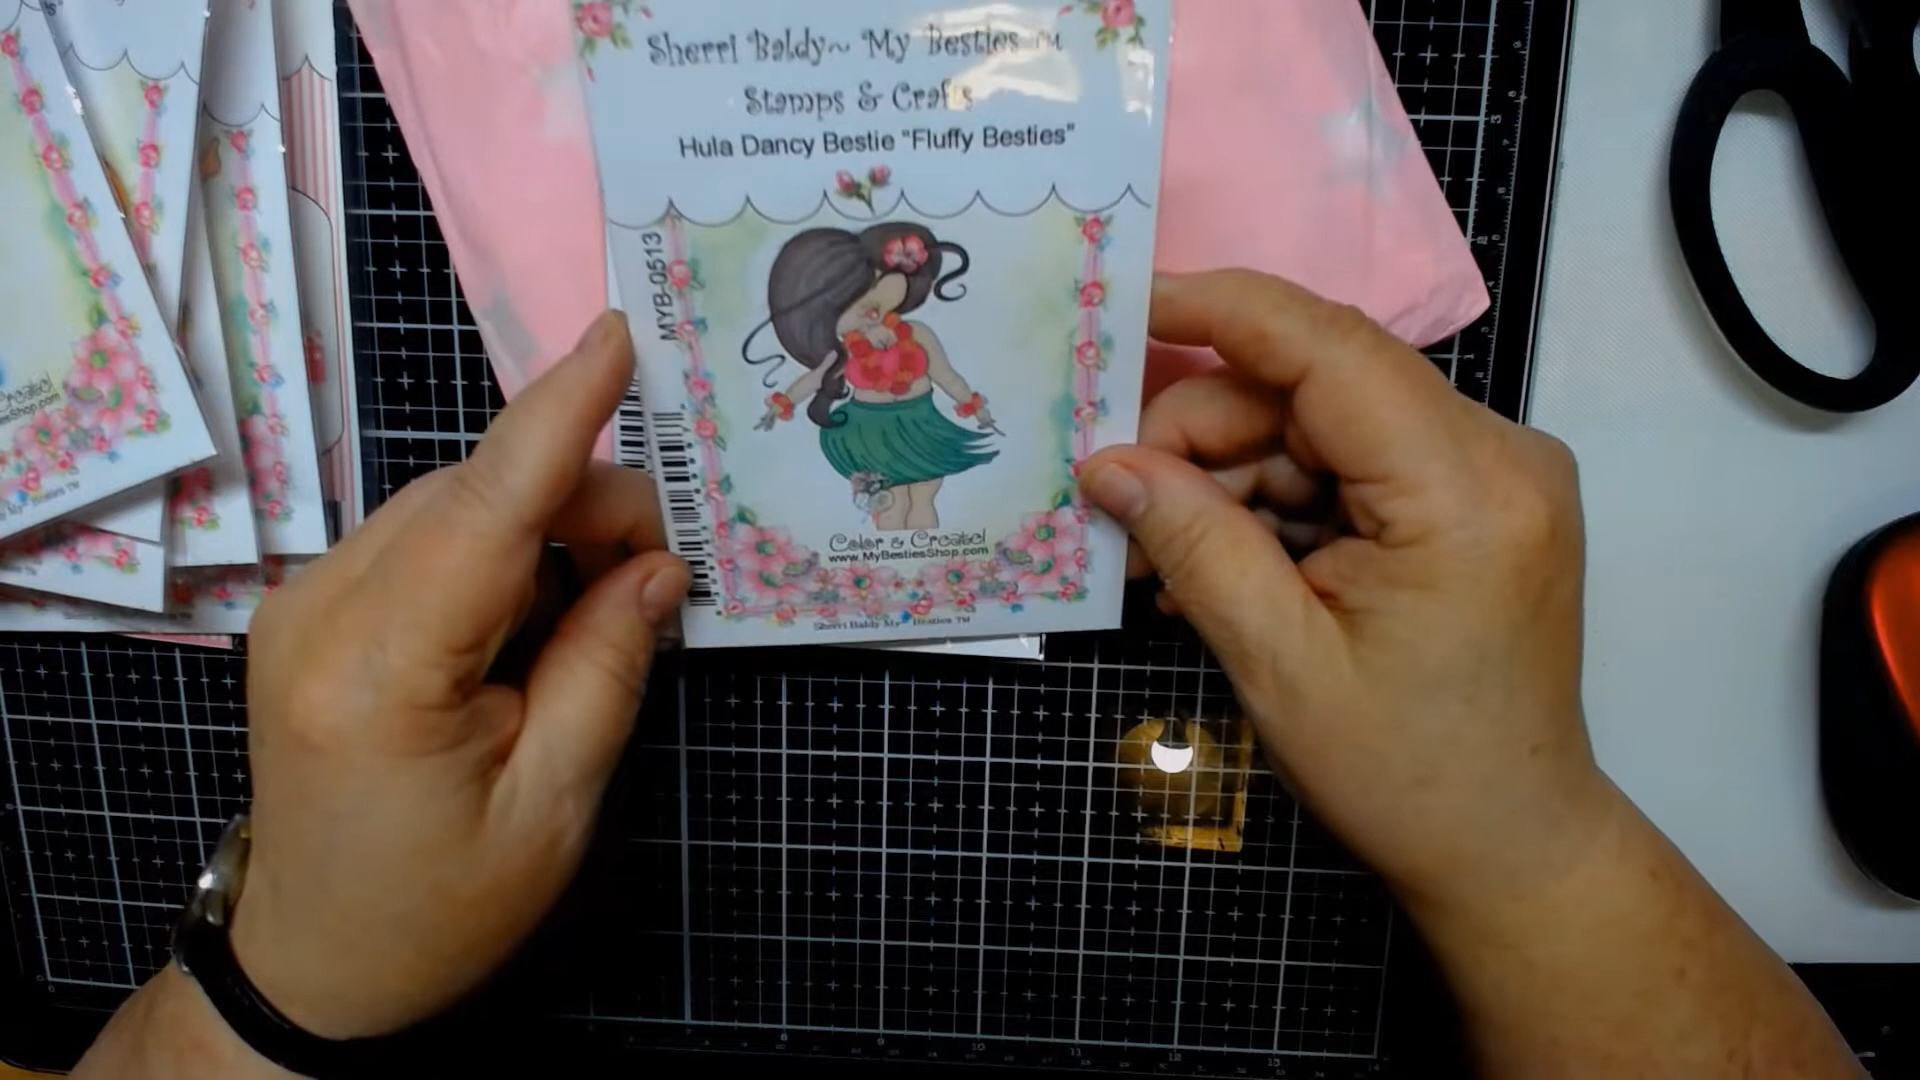 Sherri Baldy~ My Besties TM
Stamps & Crafts
Hula Dancy Bestie "Fluffy Besties"
MYB-0513
Color & Create!
www.MyBestiesShop.com
Sherri Baldy My Besties ™